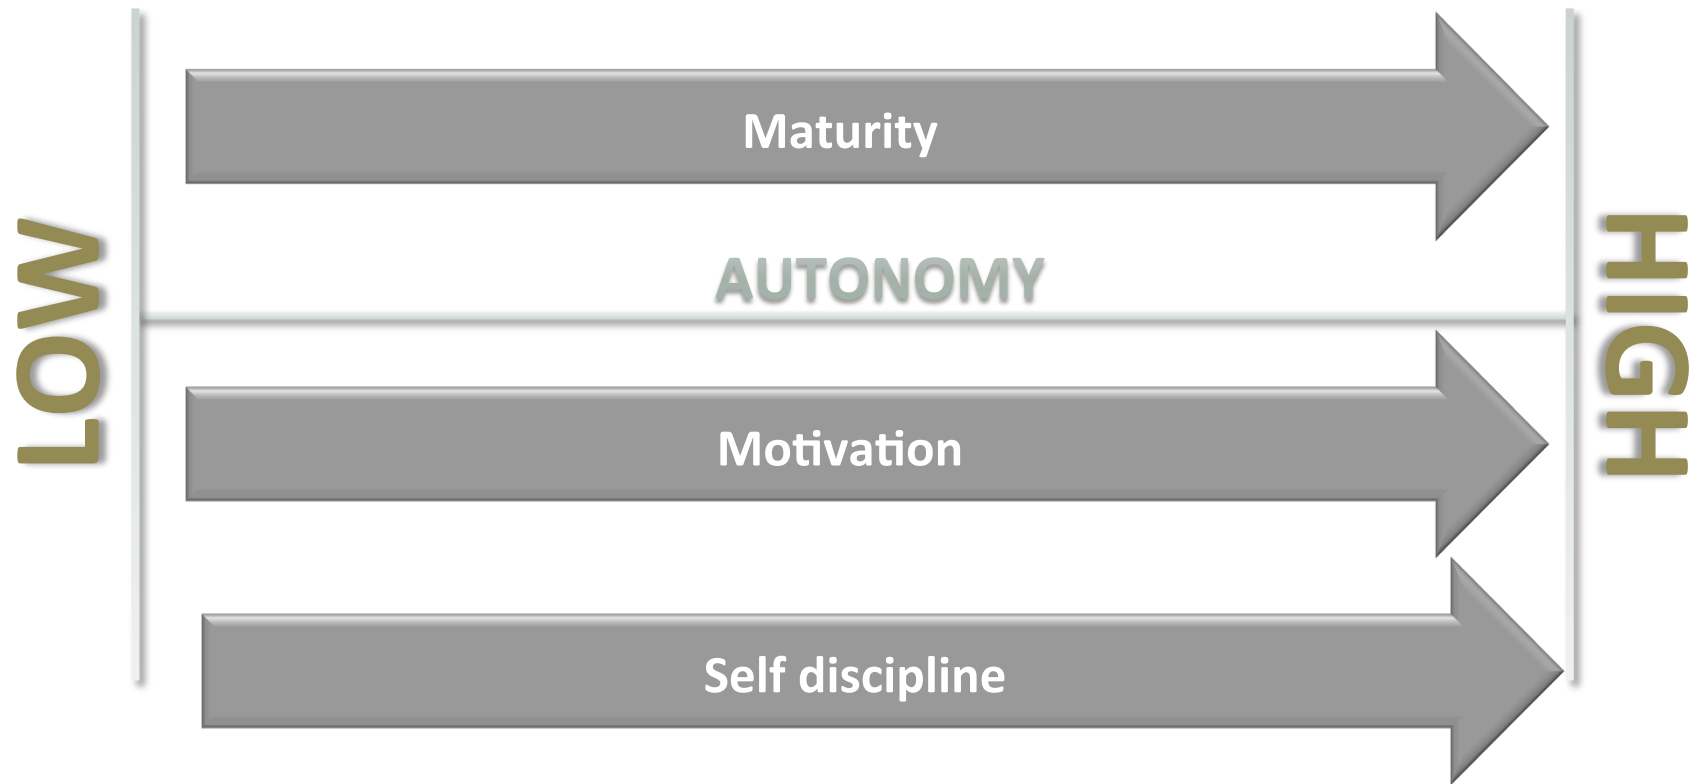 LOW
Maturity
AUTONOMY
Motivation
Self discipline
HIGH